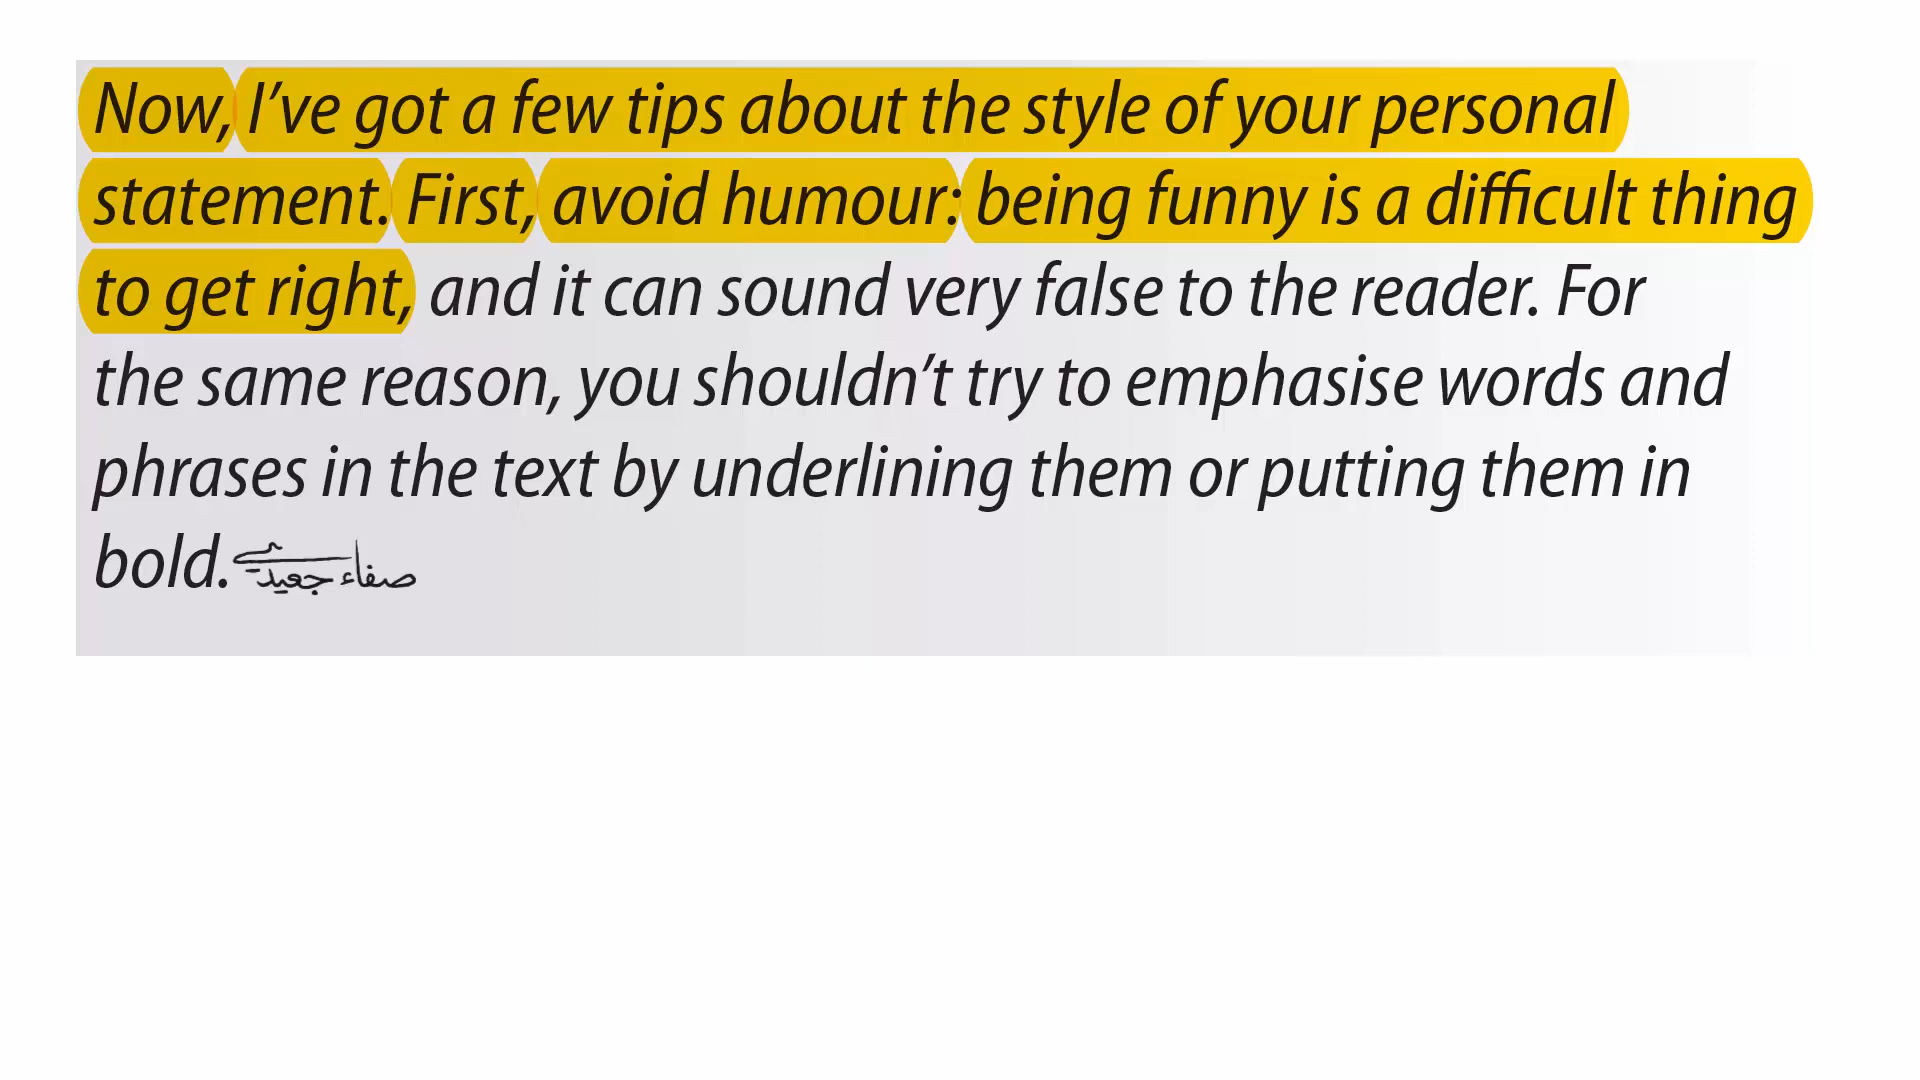 Now, I’ve got a few tips about the style of your personal
statement. First, avoid humour: being funny is a difficult thing
to get right, and it can sound very false to the reader. For
the same reason, you shouldn’t try to emphasise words and
phrases in the text by underlining them or putting them in
bold. صفاء جعيدي